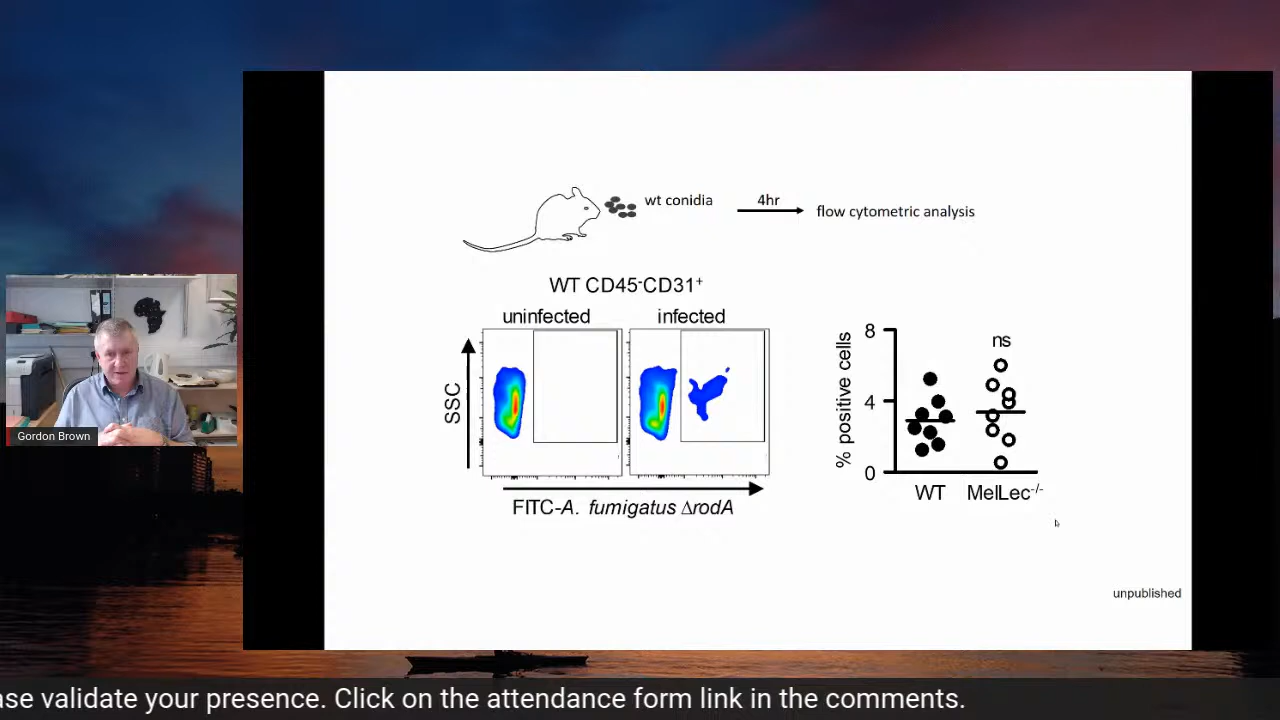 wt conidia
4hr
flow cytometric analysis
WT CD45⁻CD31⁺
uninfected
infected
SSC
FITC-A. fumigatus ΔrodA
% positive cells
8
4
0
ns
WT
MelLec⁻/⁻
unpublished
Gordon Brown
ase validate your presence. Click on the attendance form link in the comments.